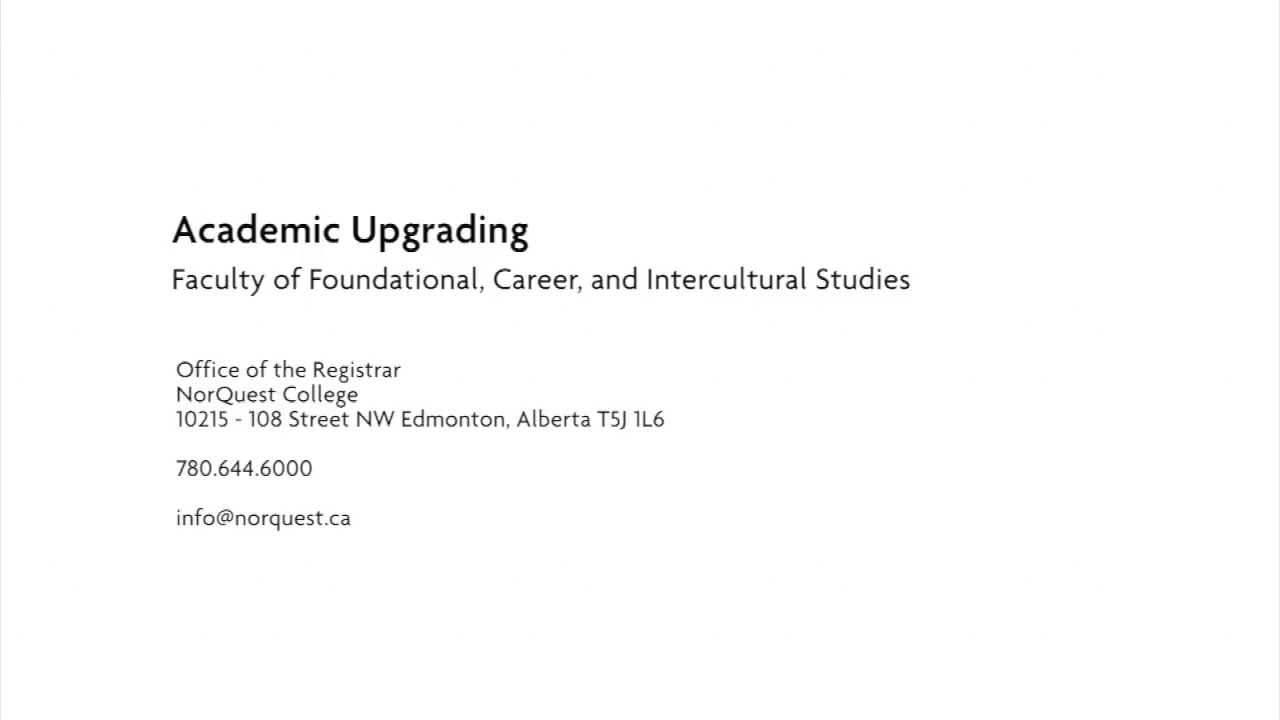 Academic Upgrading
Faculty of Foundational, Career, and Intercultural Studies
Office of the Registrar
NorQuest College
10215 - 108 Street NW Edmonton, Alberta T5J 1L6
780.644.6000
info@norquest.ca